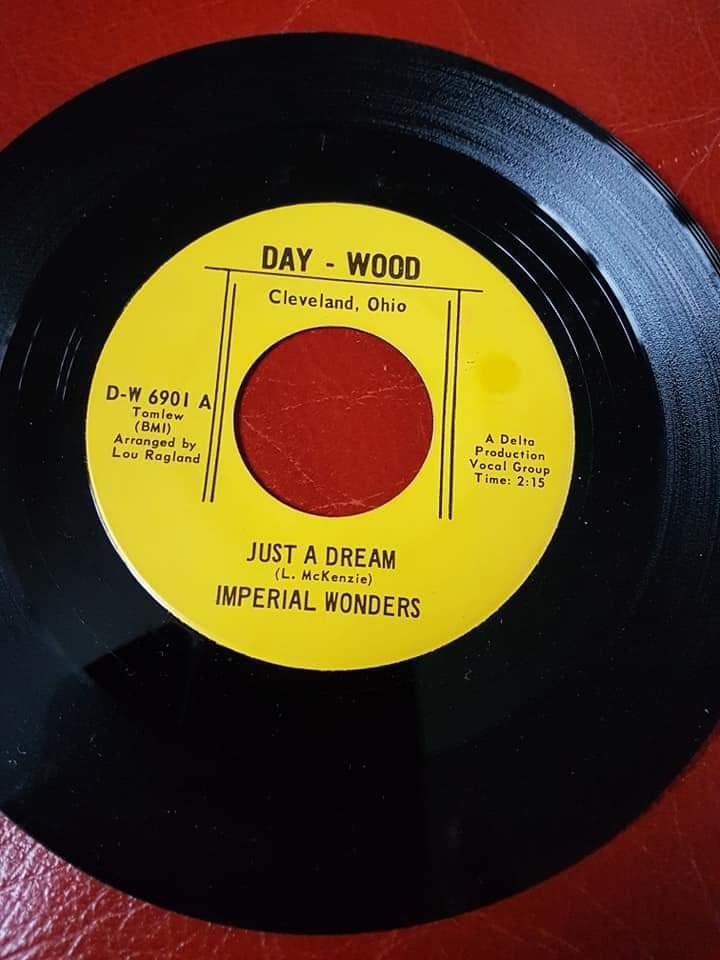 DAY - WOOD
Cleveland, Ohio
D-W 6901 A
Tomlew
(BMI)
Arranged by
Lou Ragland
A Delta
Production
Vocal Group
Time: 2:15
JUST A DREAM
(L. McKenzie)
IMPERIAL WONDERS